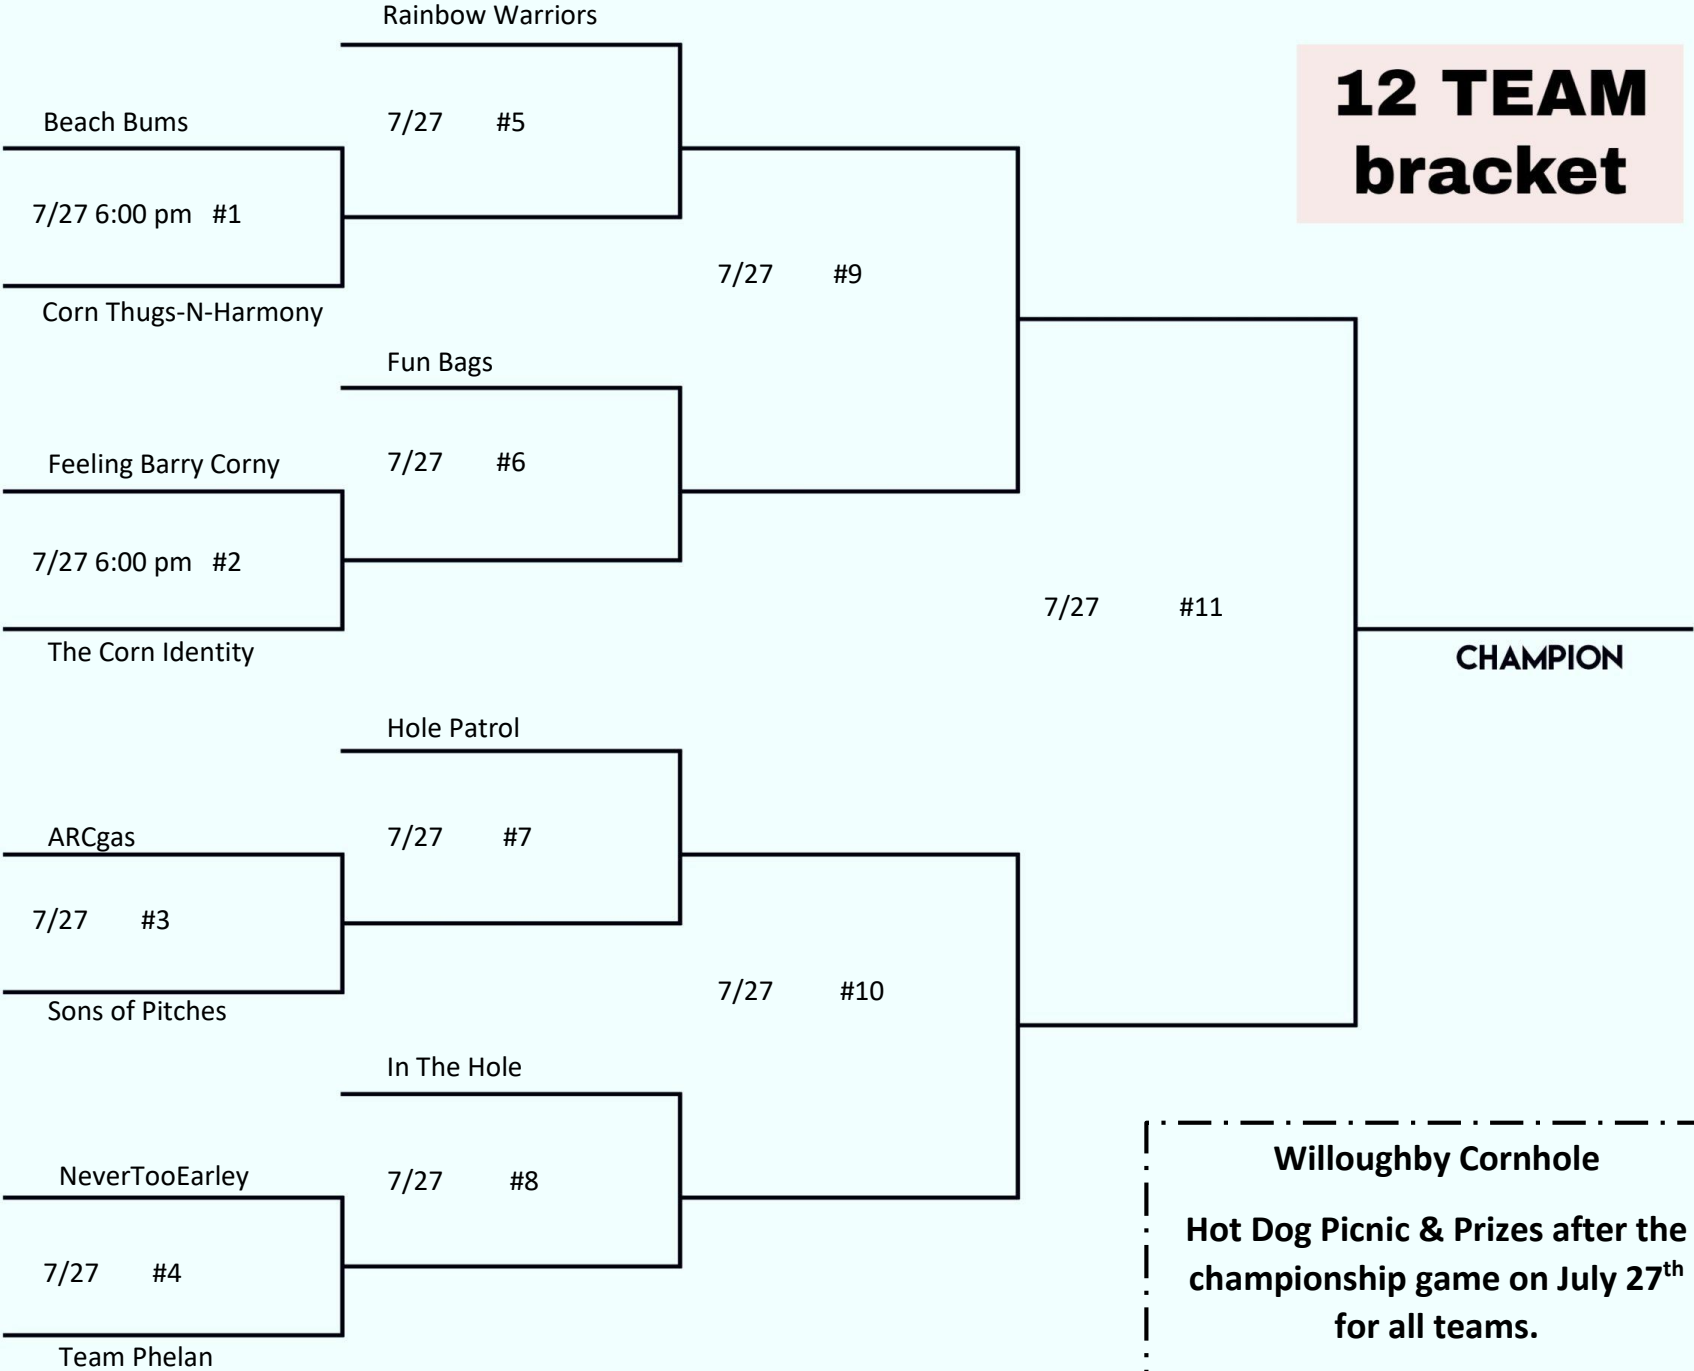 Rainbow Warriors
12 TEAM
bracket
Beach Bums
7/27 #5
7/27 6:00 pm #1
7/27 #9
Corn Thugs-N-Harmony
Fun Bags
Feeling Barry Corny
7/27 #6
7/27 6:00 pm #2
7/27 #11
The Corn Identity
CHAMPION
Hole Patrol
ARCgas
7/27 #7
7/27 #3
7/27 #10
Sons of Pitches
In The Hole
Willoughby Cornhole
NeverTooEarley
7/27 #8
Hot Dog Picnic & Prizes after the
championship game on July 27th
for all teams.
7/27 #4
Team Phelan